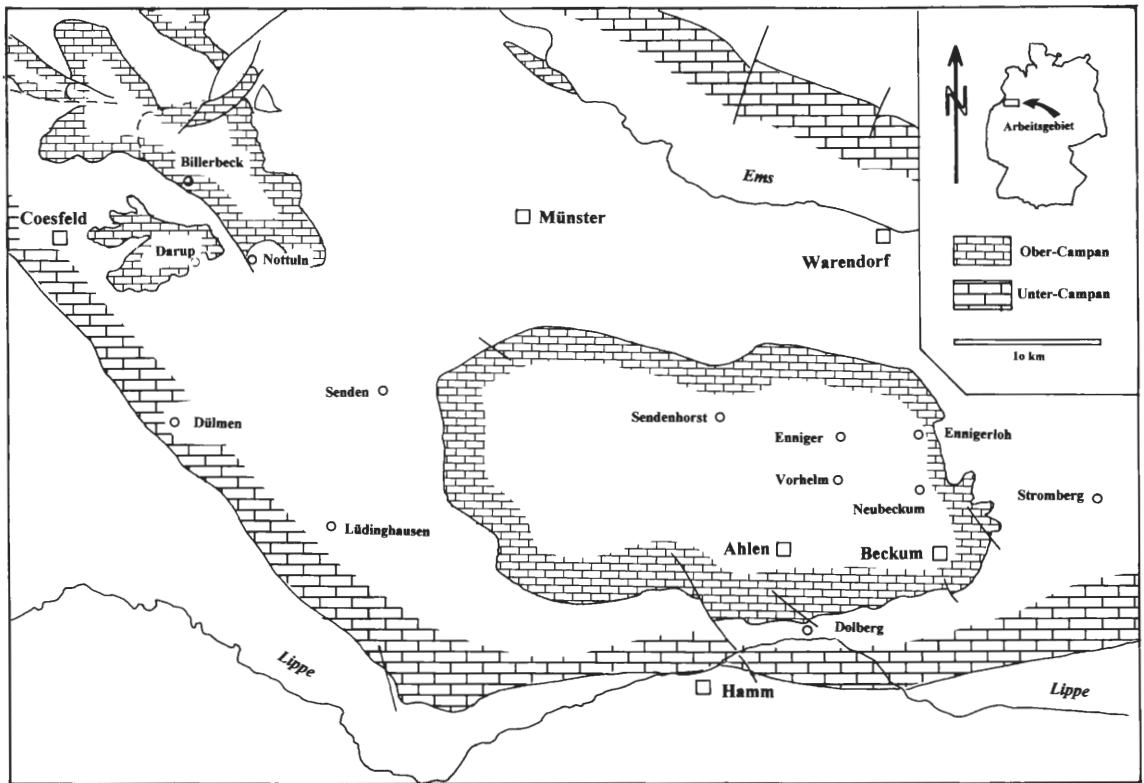 Billerbeck
Coesfeld
Darup
Nottuln
Münster
Ems
Warendorf
N
Arbeitsgebiet
Ober-Campan
Unter-Campan
1o km
Senden
Dülmen
Lüdinghausen
Sendenhorst
Enniger
Ennigerloh
Vorhelm
Neubeckum
Stromberg
Ahlen
Beckum
Dolberg
Hamm
Lippe
Lippe